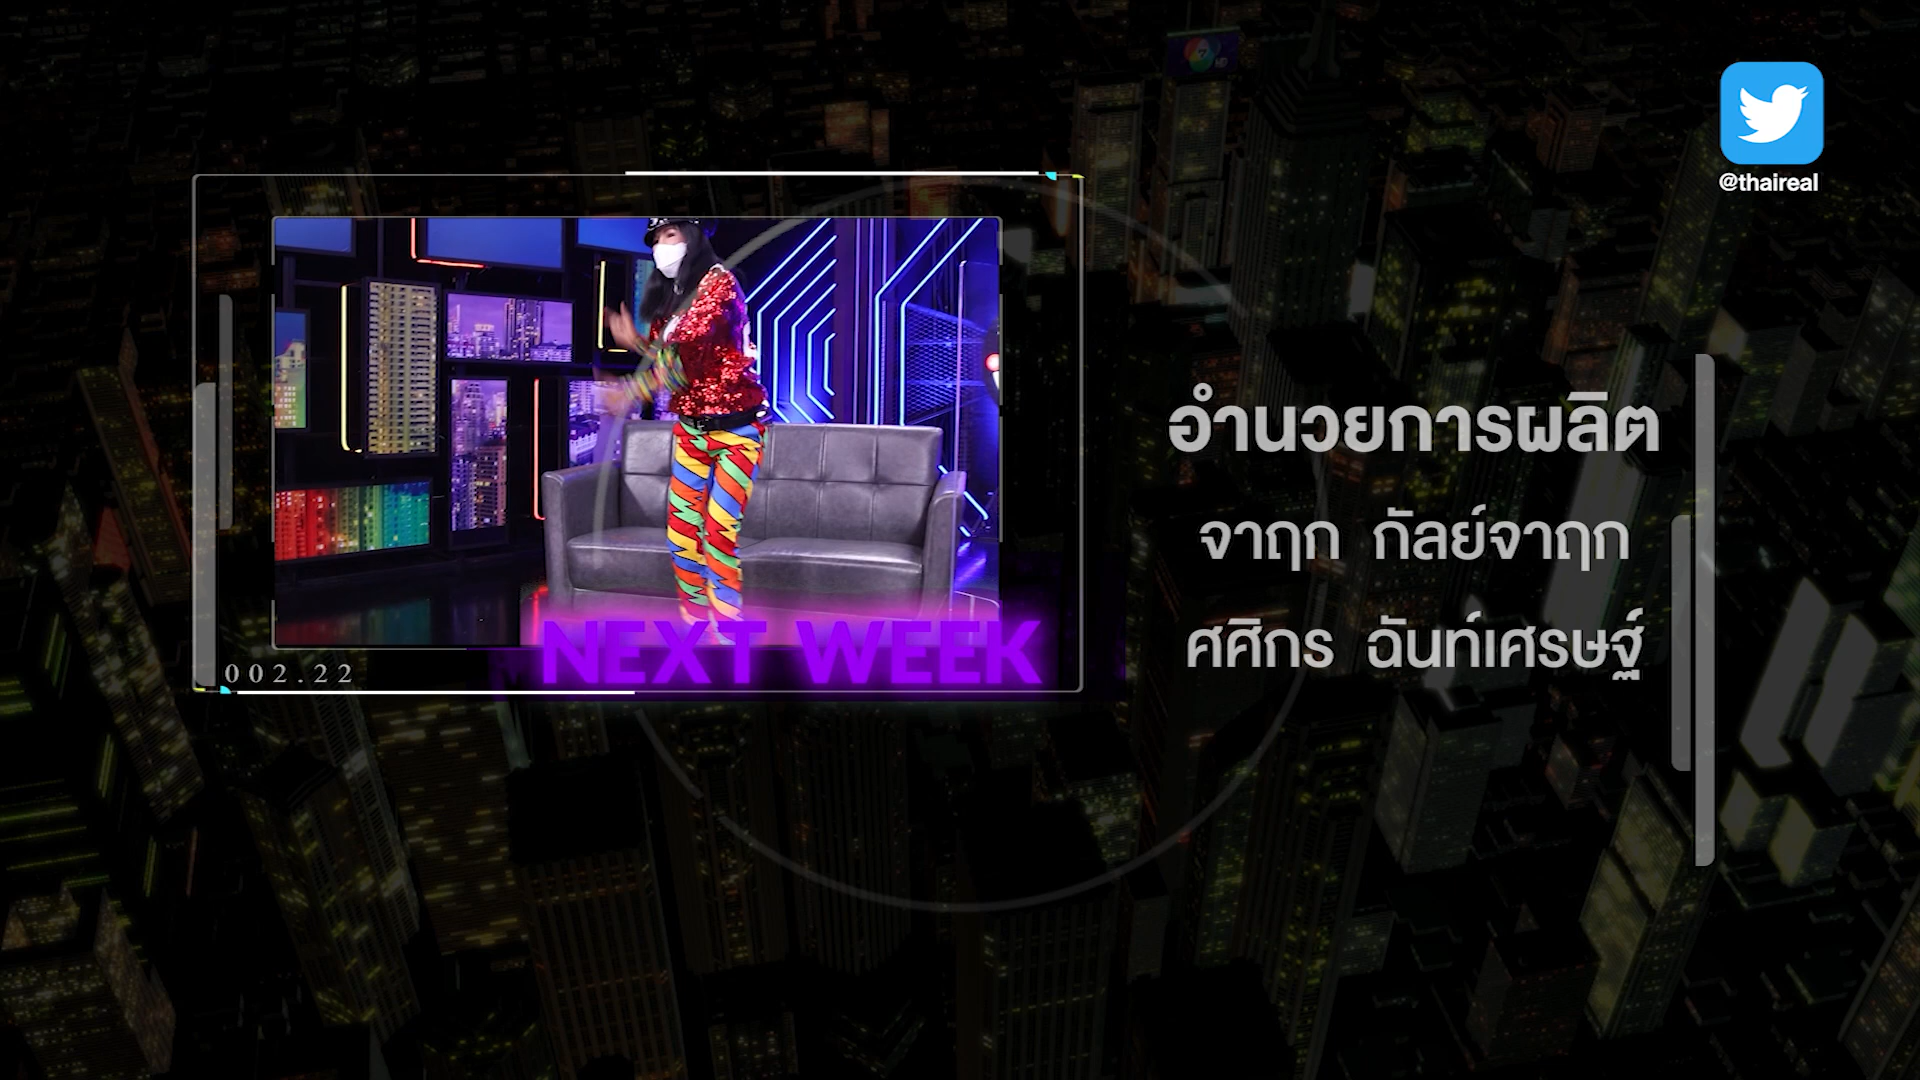 @thaireal
อำนวยการผลิต
จาฤก กัลย์จาฤก
ศศิกร ฉันท์เศรษฐ์
NEXT WEEK
002.22
HD